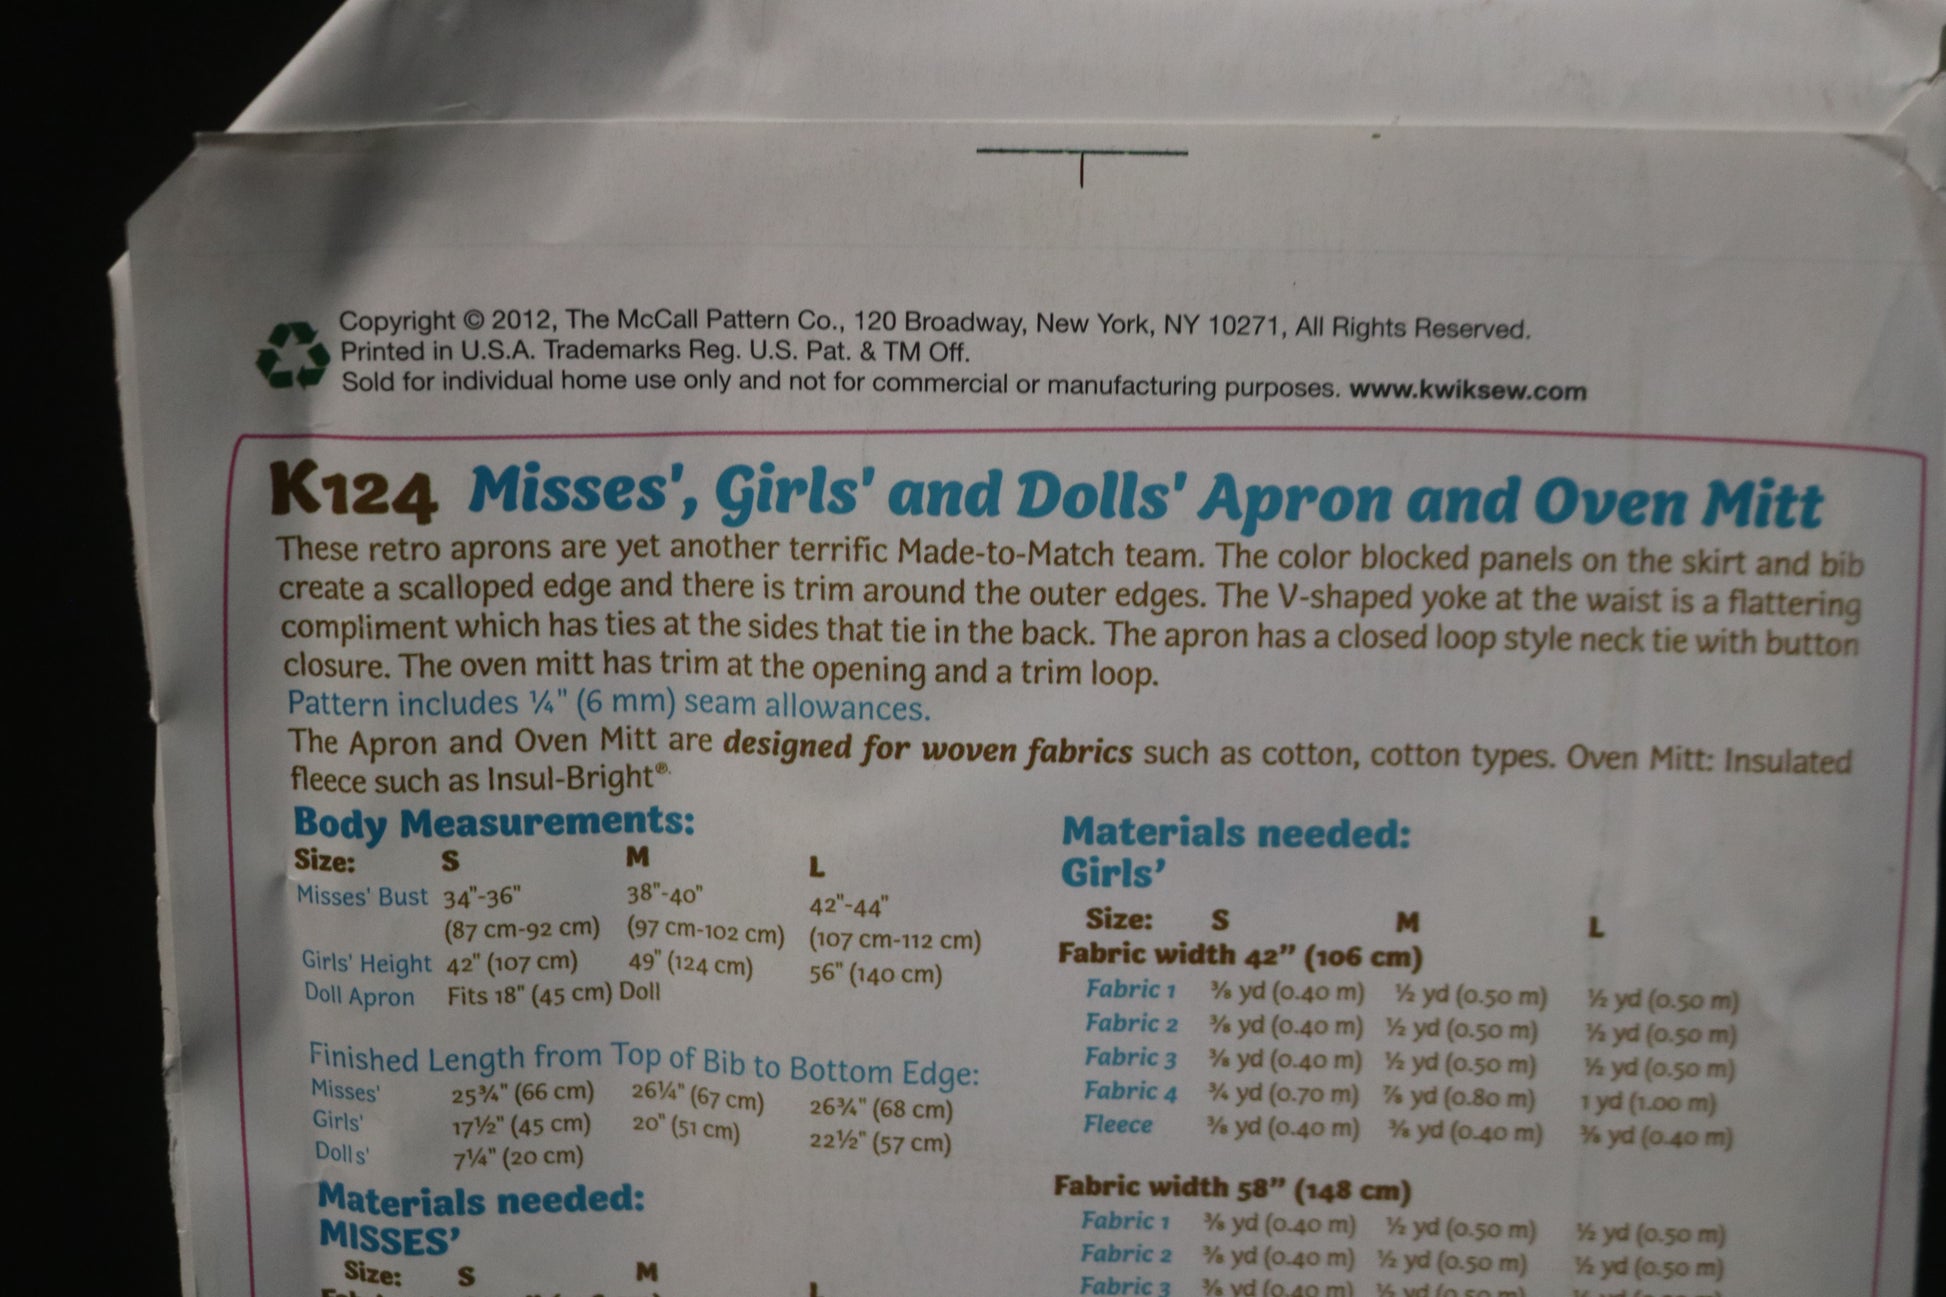 Copyright © 2012, The McCall Pattern Co., 120 Broadway, New York, NY 10271, All Rights Reserved.
Printed in U.S.A. Trademarks Reg. U.S. Pat. & TM Off.
Sold for individual home use only and not for commercial or manufacturing purposes. www.kwiksew.com
K124 Misses', Girls' and Dolls' Apron and Oven Mitt
These retro aprons are yet another terrific Made-to-Match team. The color blocked panels on the skirt and bib
create a scalloped edge and there is trim around the outer edges. The V-shaped yoke at the waist is a flattering
compliment which has ties at the sides that tie in the back. The apron has a closed loop style neck tie with button
closure. The oven mitt has trim at the opening and a trim loop.
Pattern includes ¼" (6 mm) seam allowances.
The Apron and Oven Mitt are designed for woven fabrics such as cotton, cotton types. Oven Mitt: Insulated
fleece such as Insul-Bright®.
Body Measurements:
Size: S M L
Misses' Bust 34"-36" 38"-40" 42"-44"
(87 cm-92 cm) (97 cm-102 cm) (107 cm-112 cm)
Girls' Height 42" (107 cm) 49" (124 cm) 56" (140 cm)
Doll Apron Fits 18" (45 cm) Doll
Finished Length from Top of Bib to Bottom Edge:
Misses' 25¾" (66 cm) 26¼" (67 cm) 26¾" (68 cm)
Girls' 17½" (45 cm) 20" (51 cm) 22½" (57 cm)
Dolls' 7¼" (20 cm)
Materials needed:
MISSES'
Size: S M L
Materials needed:
Girls'
Size: S M L
Fabric width 42" (106 cm)
Fabric 1 ⅜ yd (0.40 m) ½ yd (0.50 m) ½ yd (0.50 m)
Fabric 2 ⅜ yd (0.40 m) ½ yd (0.50 m) ½ yd (0.50 m)
Fabric 3 ⅜ yd (0.40 m) ½ yd (0.50 m) ½ yd (0.50 m)
Fabric 4 ¾ yd (0.70 m) ⅞ yd (0.80 m) 1 yd (1.00 m)
Fleece ⅜ yd (0.40 m) ⅜ yd (0.40 m) ⅜ yd (0.40 m)
Fabric width 58" (148 cm)
Fabric 1 ⅜ yd (0.40 m) ½ yd (0.50 m) ½ yd (0.50 m)
Fabric 2 ⅜ yd (0.40 m) ½ yd (0.50 m) ½ yd (0.50 m)
Fabric 3 ⅜ yd (0.40 m) ½ yd (0.50 m)